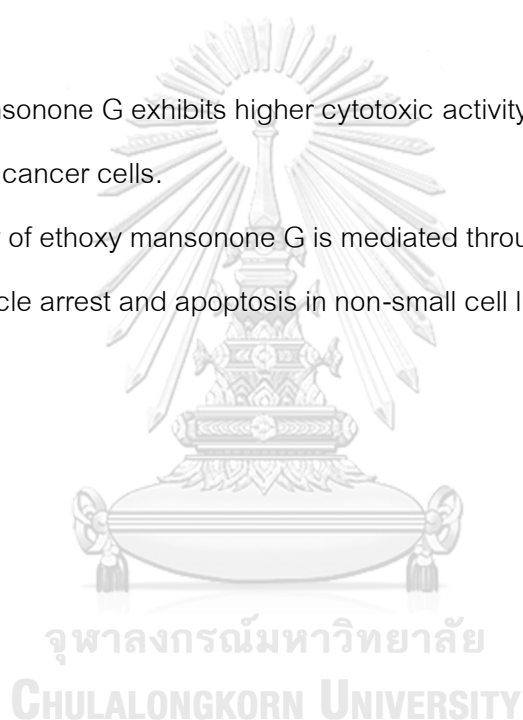 nsonone G exhibits higher cytotoxic activity
cancer cells.
of ethoxy mansonone G is mediated throu
cle arrest and apoptosis in non-small cell l
จุฬาลงกรณ์มหาวิทยาลัย
CHULALONGKORN UNIVERSITY